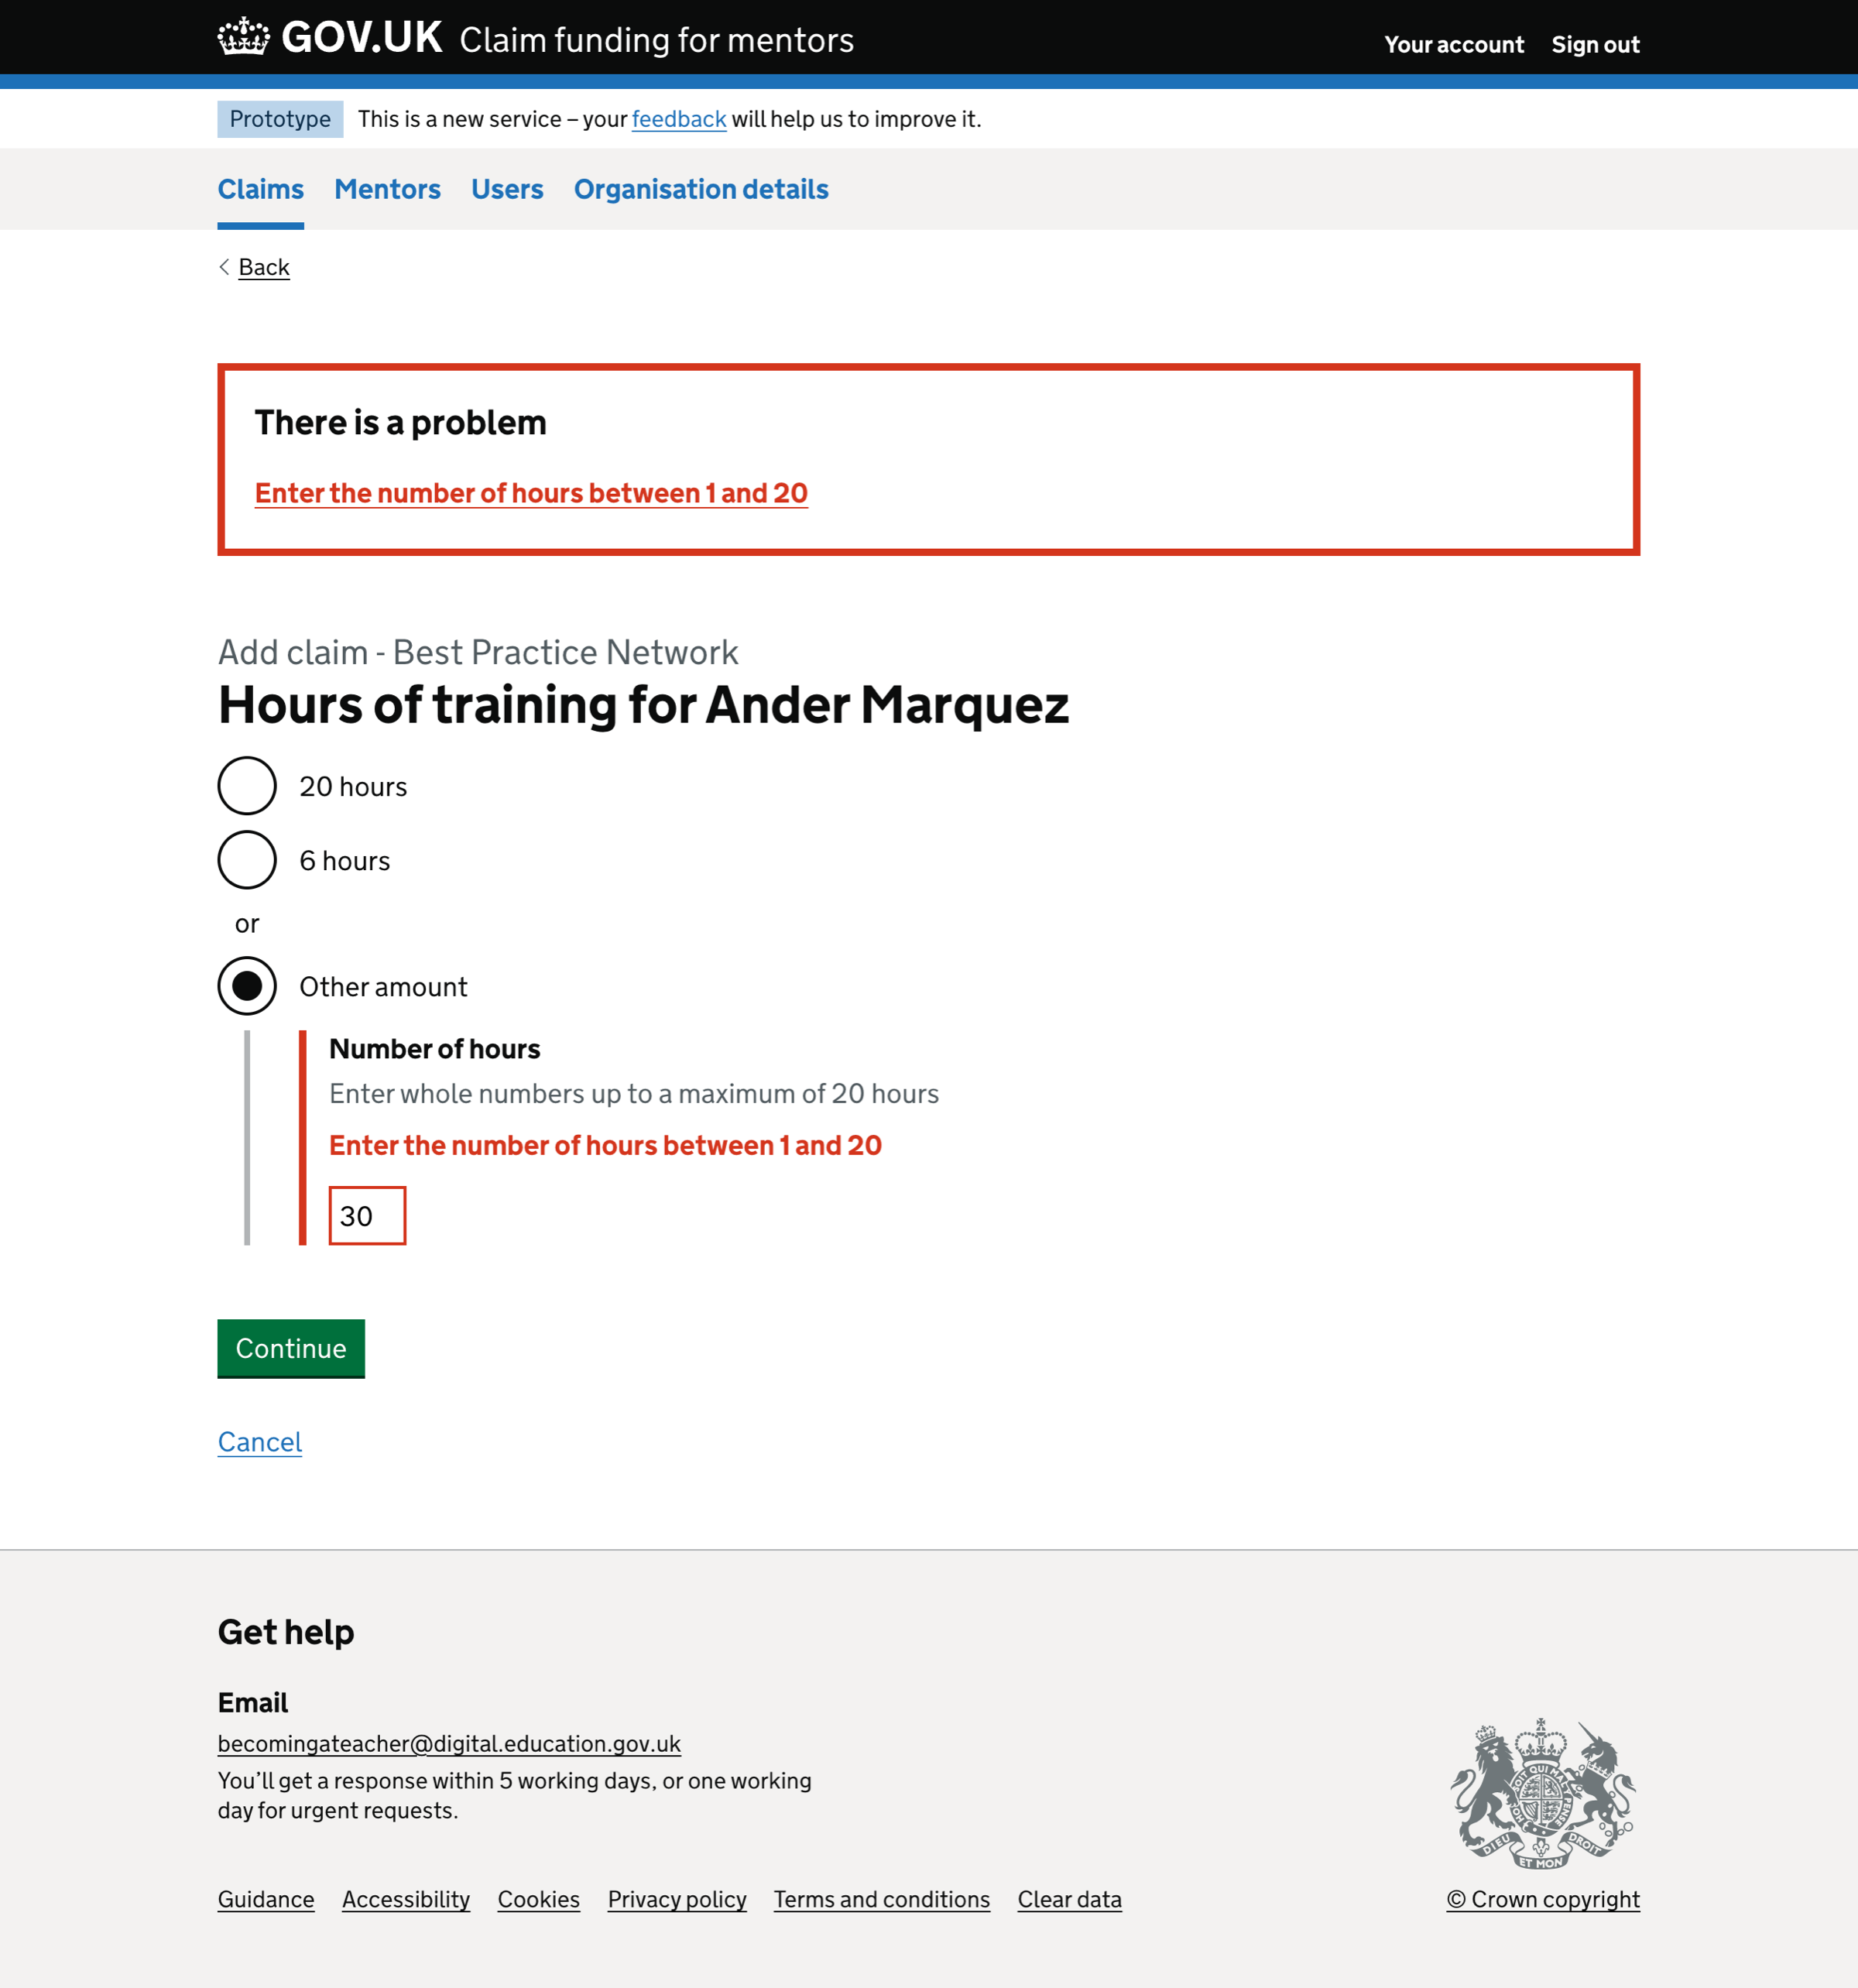 GOV.UK Claim funding for mentors
Your account Sign out
Prototype This is a new service – your feedback will help us to improve it.
Claims Mentors Users Organisation details
Back
There is a problem
Enter the number of hours between 1 and 20
Add claim - Best Practice Network
Hours of training for Ander Marquez
20 hours
6 hours
or
Other amount
Number of hours
Enter whole numbers up to a maximum of 20 hours
Enter the number of hours between 1 and 20
30
Continue
Cancel
Get help
Email
becomingateacher@digital.education.gov.uk
You’ll get a response within 5 working days, or one working
day for urgent requests.
DIEU ET MON DROIT
Guidance Accessibility Cookies Privacy policy Terms and conditions Clear data
© Crown copyright